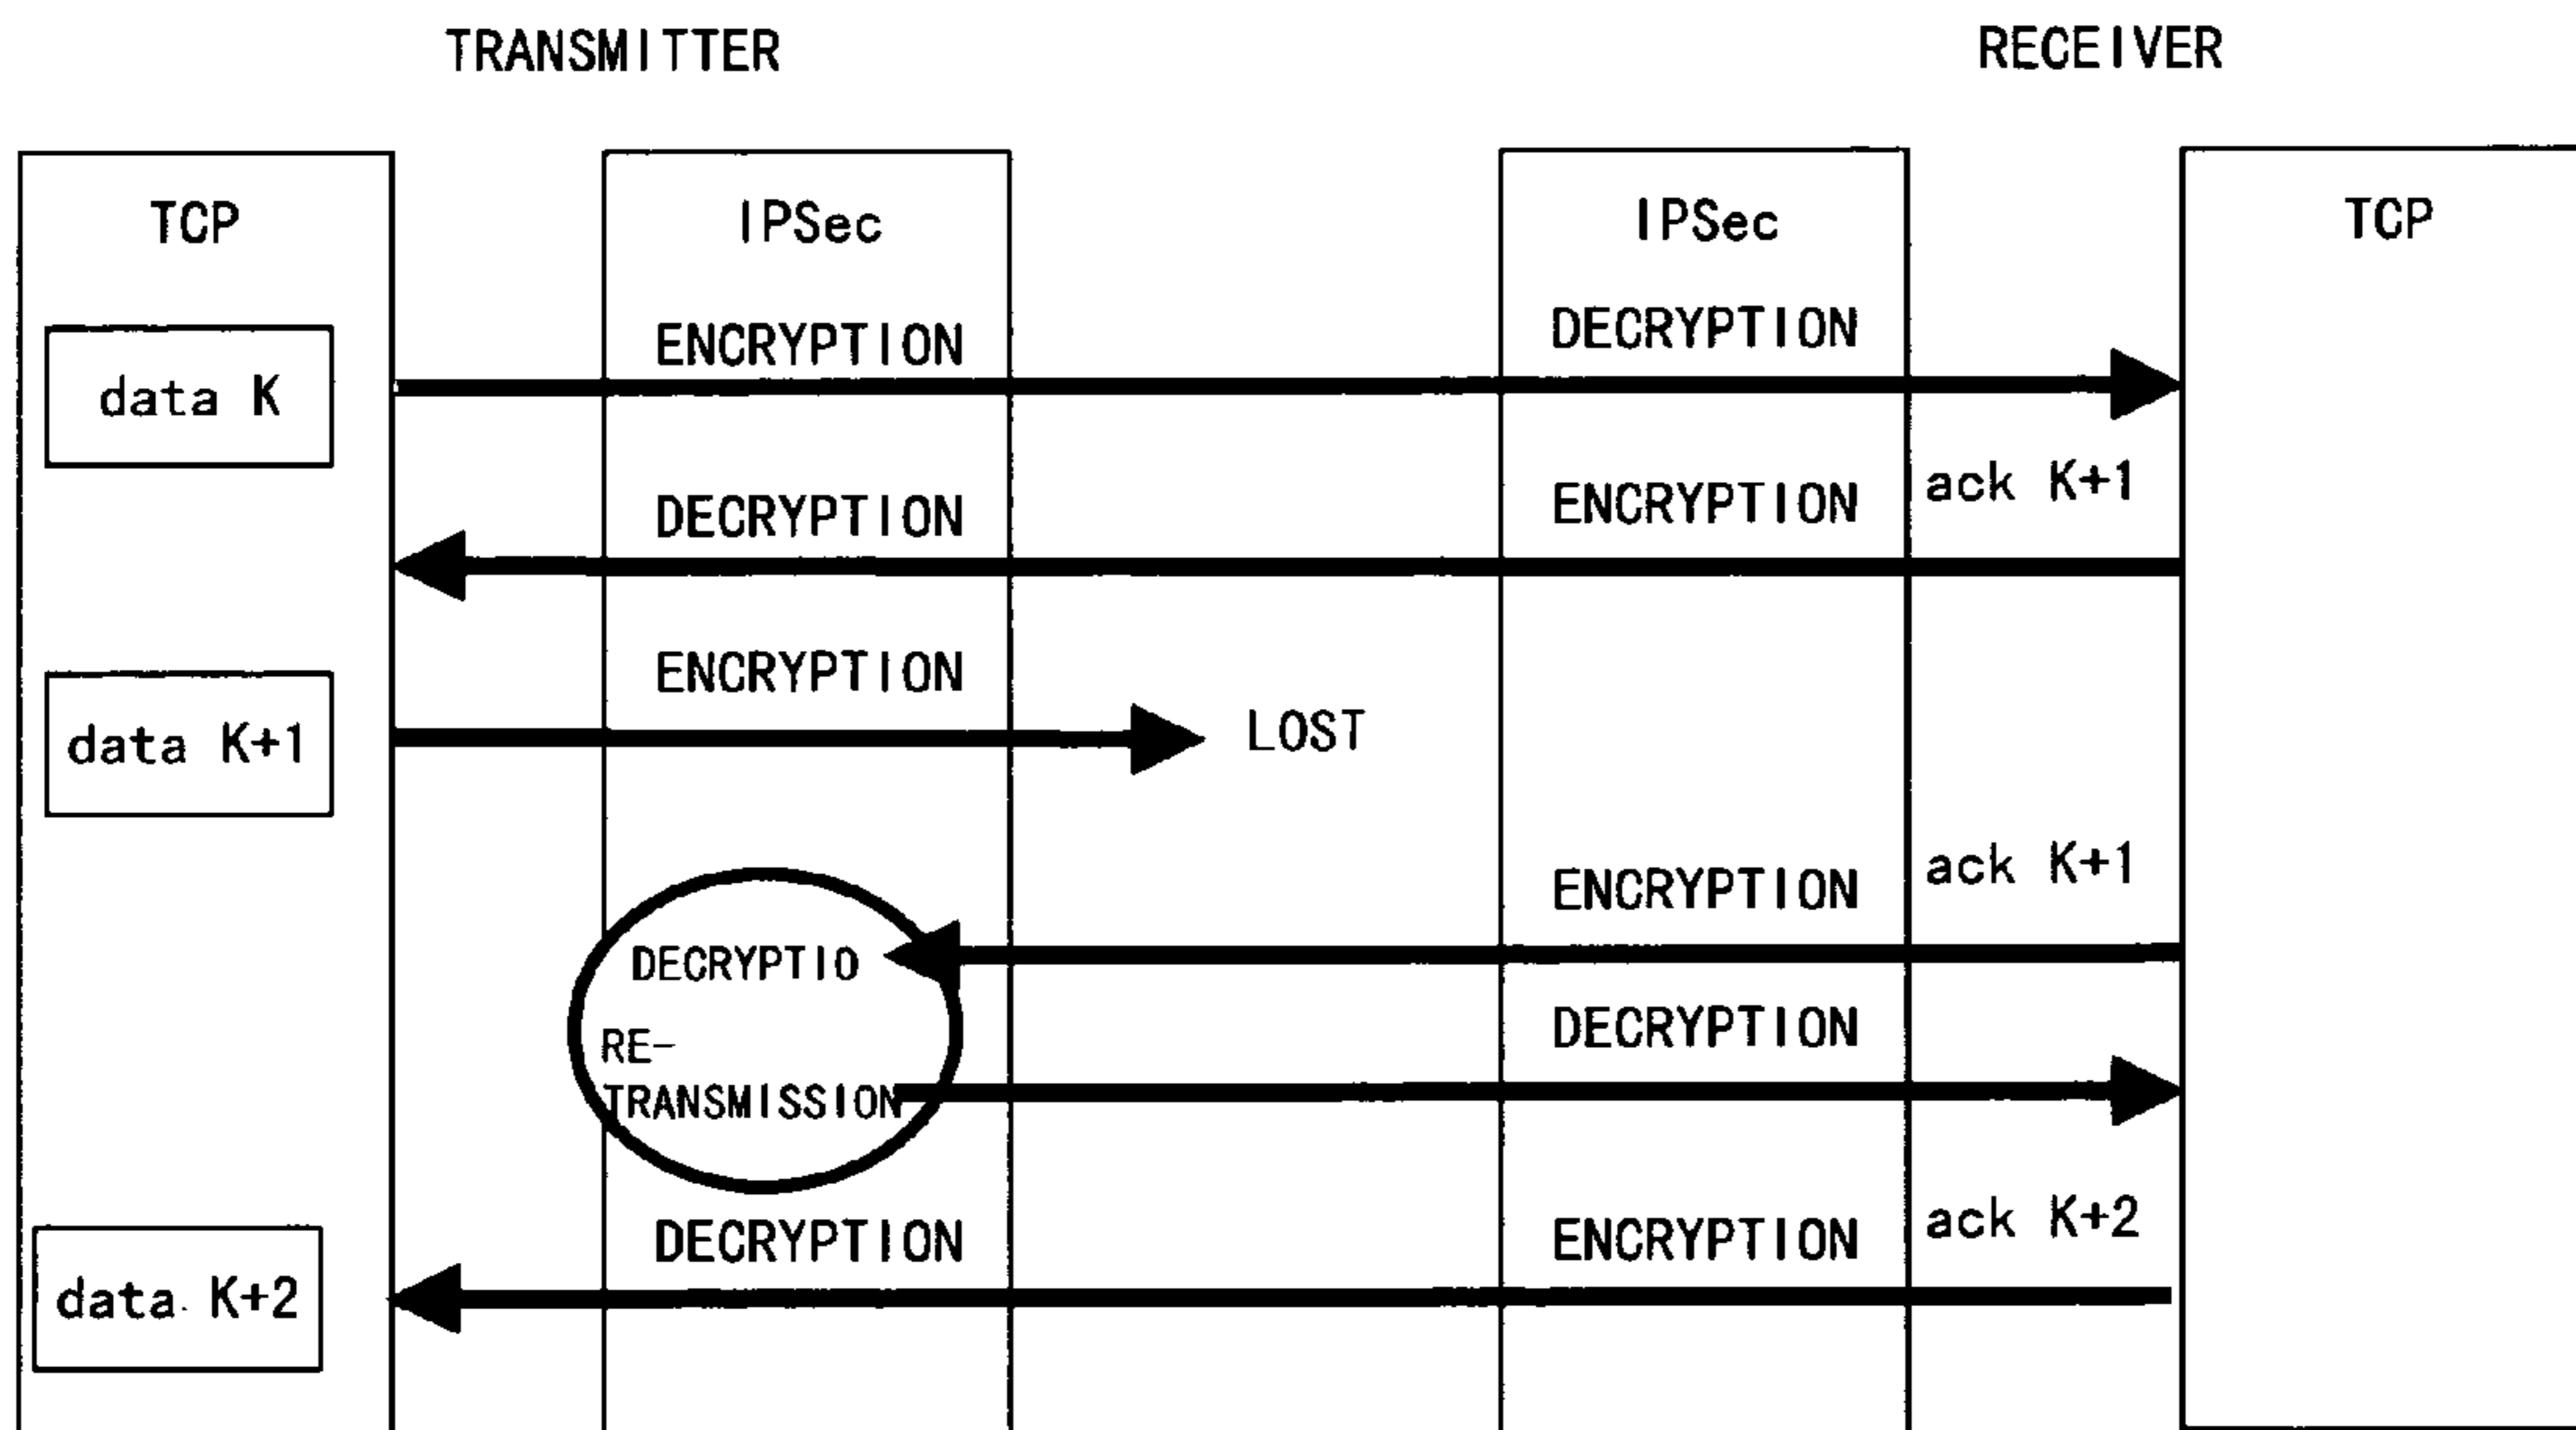 TRANSMITTER RECEIVER
TCP IPSec IPSec TCP
ENCRYPTION DECRYPTION
data K
DECRYPTION ENCRYPTION ack K+1
ENCRYPTION
data K+1 LOST
ENCRYPTION ack K+1
DECRYPTIO
DECRYPTION
RE-
TRANSMISSION
DECRYPTION ENCRYPTION ack K+2
data K+2